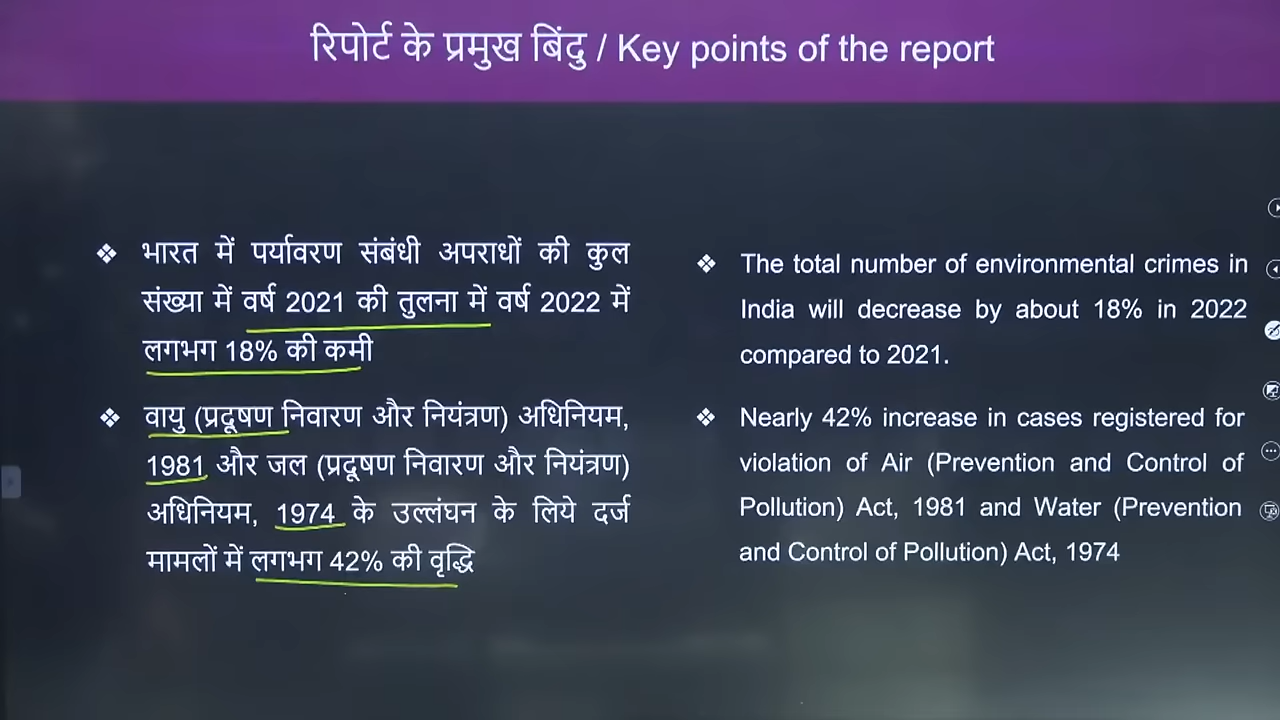 रिपोर्ट के प्रमुख बिंदु / Key points of the report
❖ भारत में पर्यावरण संबंधी अपराधों की कुल
संख्या में वर्ष 2021 की तुलना में वर्ष 2022 में
लगभग 18% की कमी
❖ वायु (प्रदूषण निवारण और नियंत्रण) अधिनियम,
1981 और जल (प्रदूषण निवारण और नियंत्रण)
अधिनियम, 1974 के उल्लंघन के लिये दर्ज
मामलों में लगभग 42% की वृद्धि
❖ The total number of environmental crimes in
India will decrease by about 18% in 2022
compared to 2021.
❖ Nearly 42% increase in cases registered for
violation of Air (Prevention and Control of
Pollution) Act, 1981 and Water (Prevention
and Control of Pollution) Act, 1974